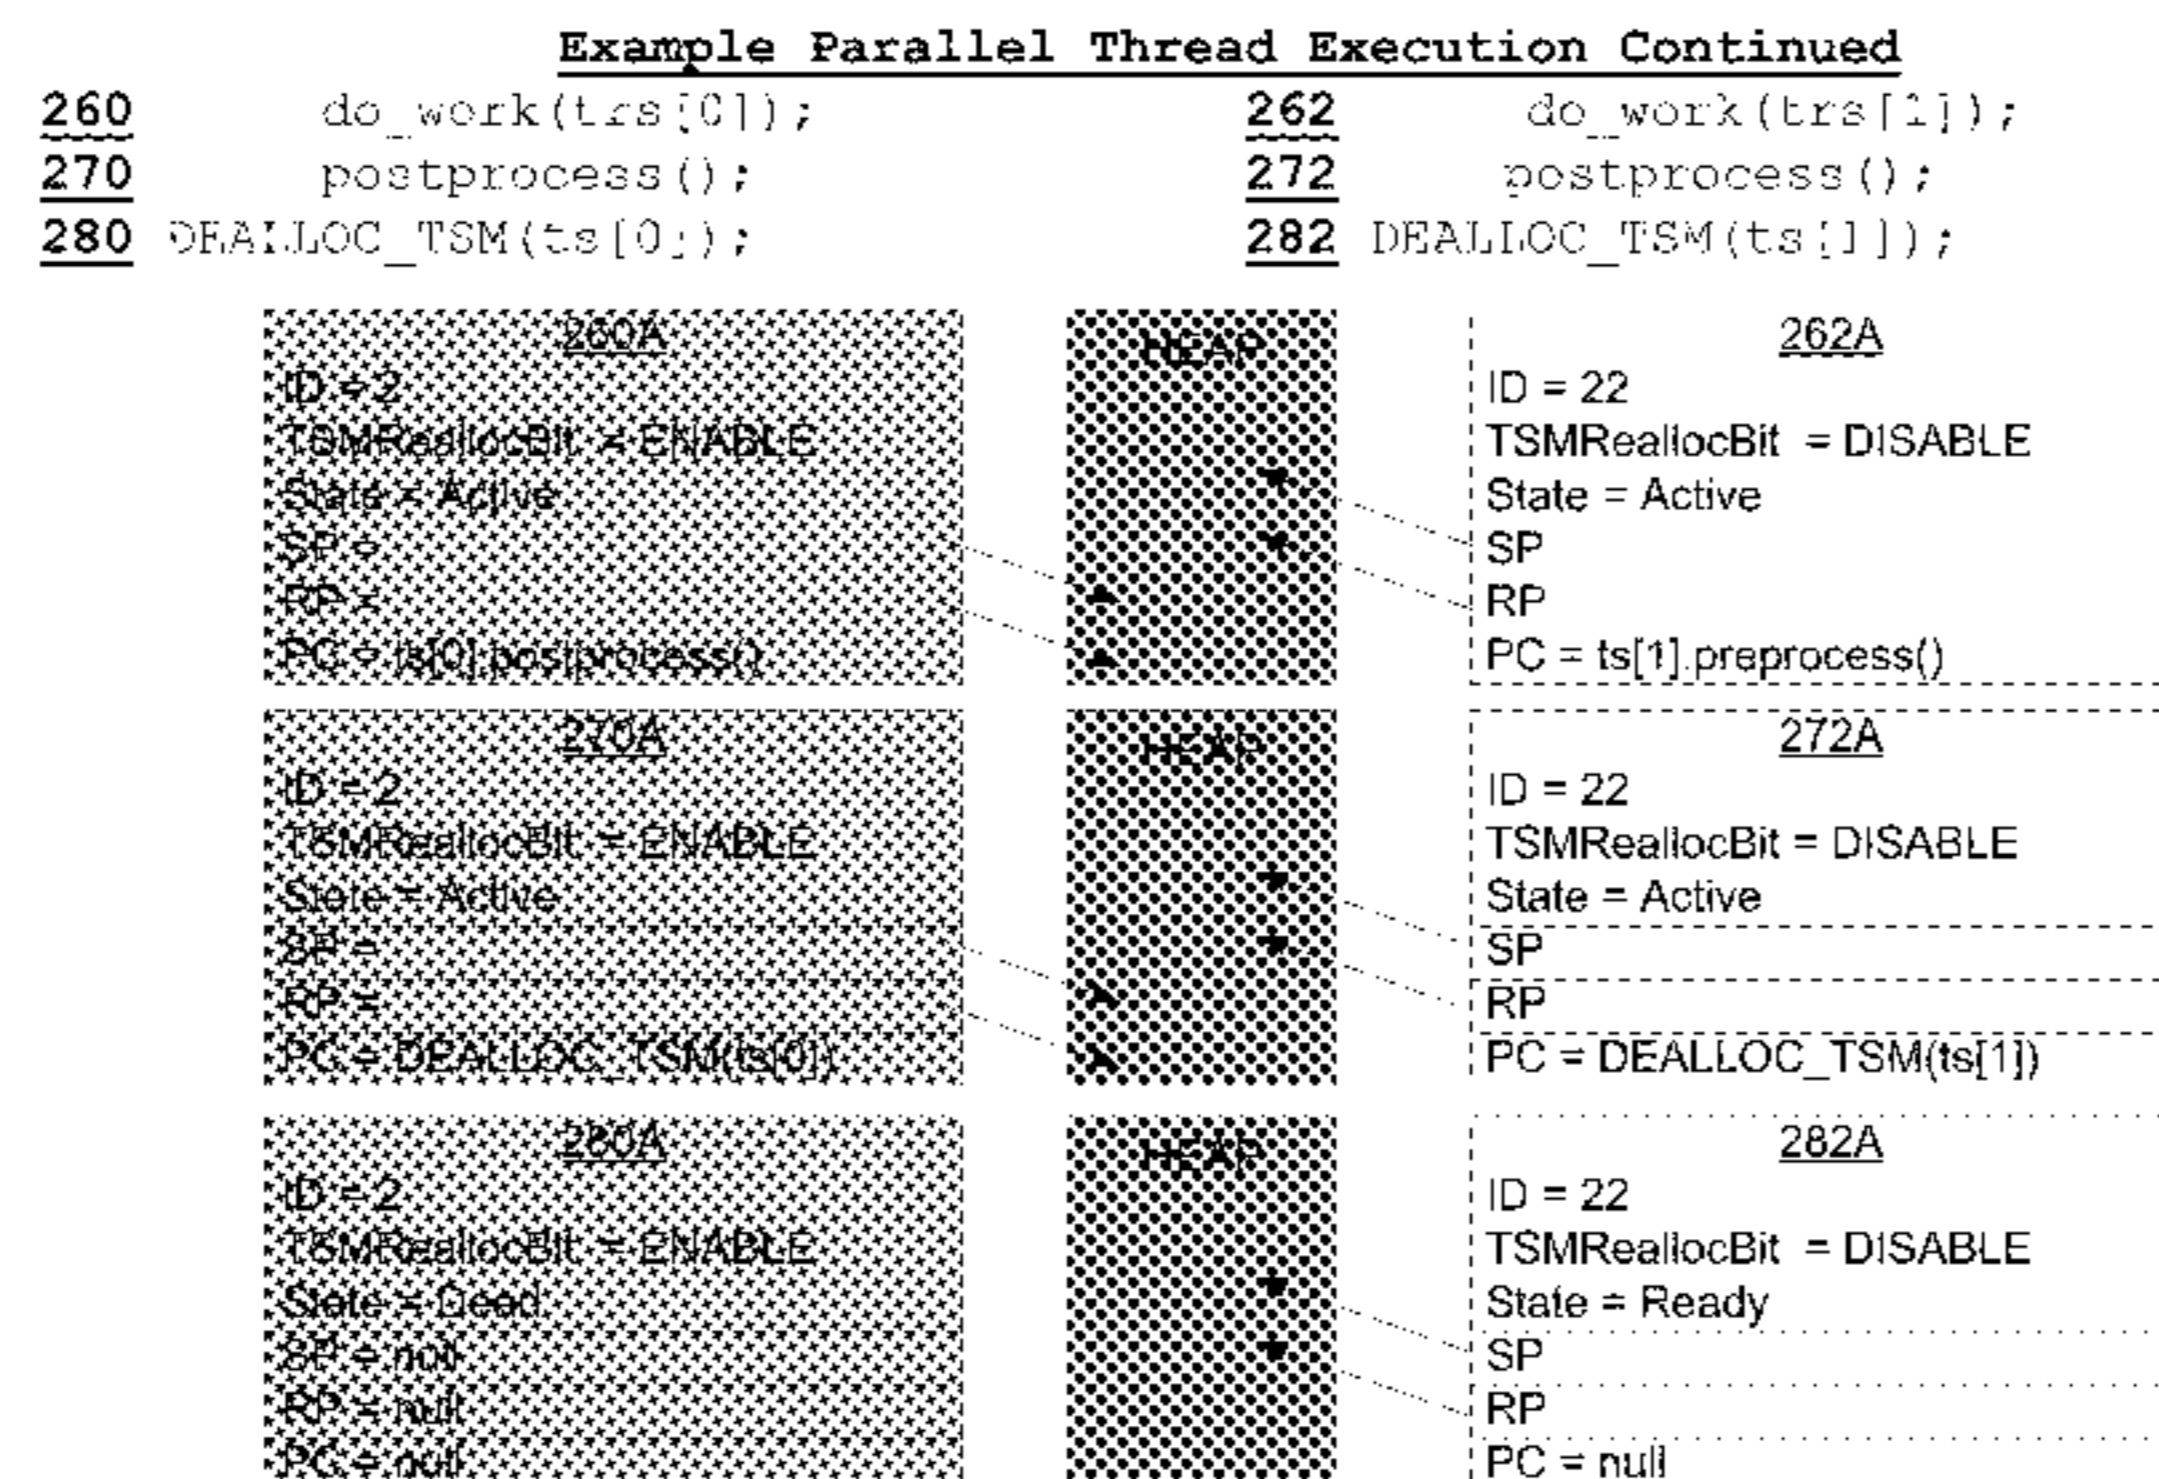 Example Parallel Thread Execution Continued
260 do_work(trs[0]);
270 postprocess();
280 DEALLOC_TSM(ts[0]);
262 do_work(trs[1]);
272 postprocess();
282 DEALLOC_TSM(ts[1]);
260A
ID = 2
TSMReallocBit = ENABLE
State = Active
SP =
RP =
PC = ts[0].postprocess()
HEAP
262A
ID = 22
TSMReallocBit = DISABLE
State = Active
SP
RP
PC = ts[1].preprocess()
270A
ID = 2
TSMReallocBit = ENABLE
State = Active
SP =
RP =
PC = DEALLOC_TSM(ts[0])
HEAP
272A
ID = 22
TSMReallocBit = DISABLE
State = Active
SP
RP
PC = DEALLOC_TSM(ts[1])
280A
ID = 2
TSMReallocBit = ENABLE
State = Dead
SP = null
RP = null
PC = null
HEAP
282A
ID = 22
TSMReallocBit = DISABLE
State = Ready
SP
RP
PC = null